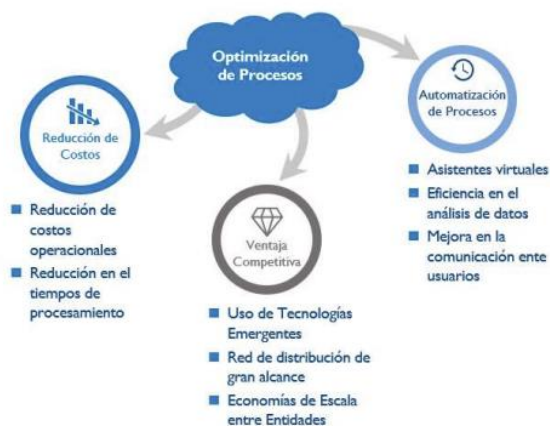 Optimización
de Procesos
Reducción de
Costos
Reducción de
costos
operacionales
Reducción en el
tiempos de
procesamiento
Ventaja
Competitiva
Uso de Tecnologías
Emergentes
Red de distribución de
gran alcance
Economías de Escala
entre Entidades
Automatización
de Procesos
Asistentes virtuales
Eficiencia en el
análisis de datos
Mejora en la
comunicación ente
usuarios